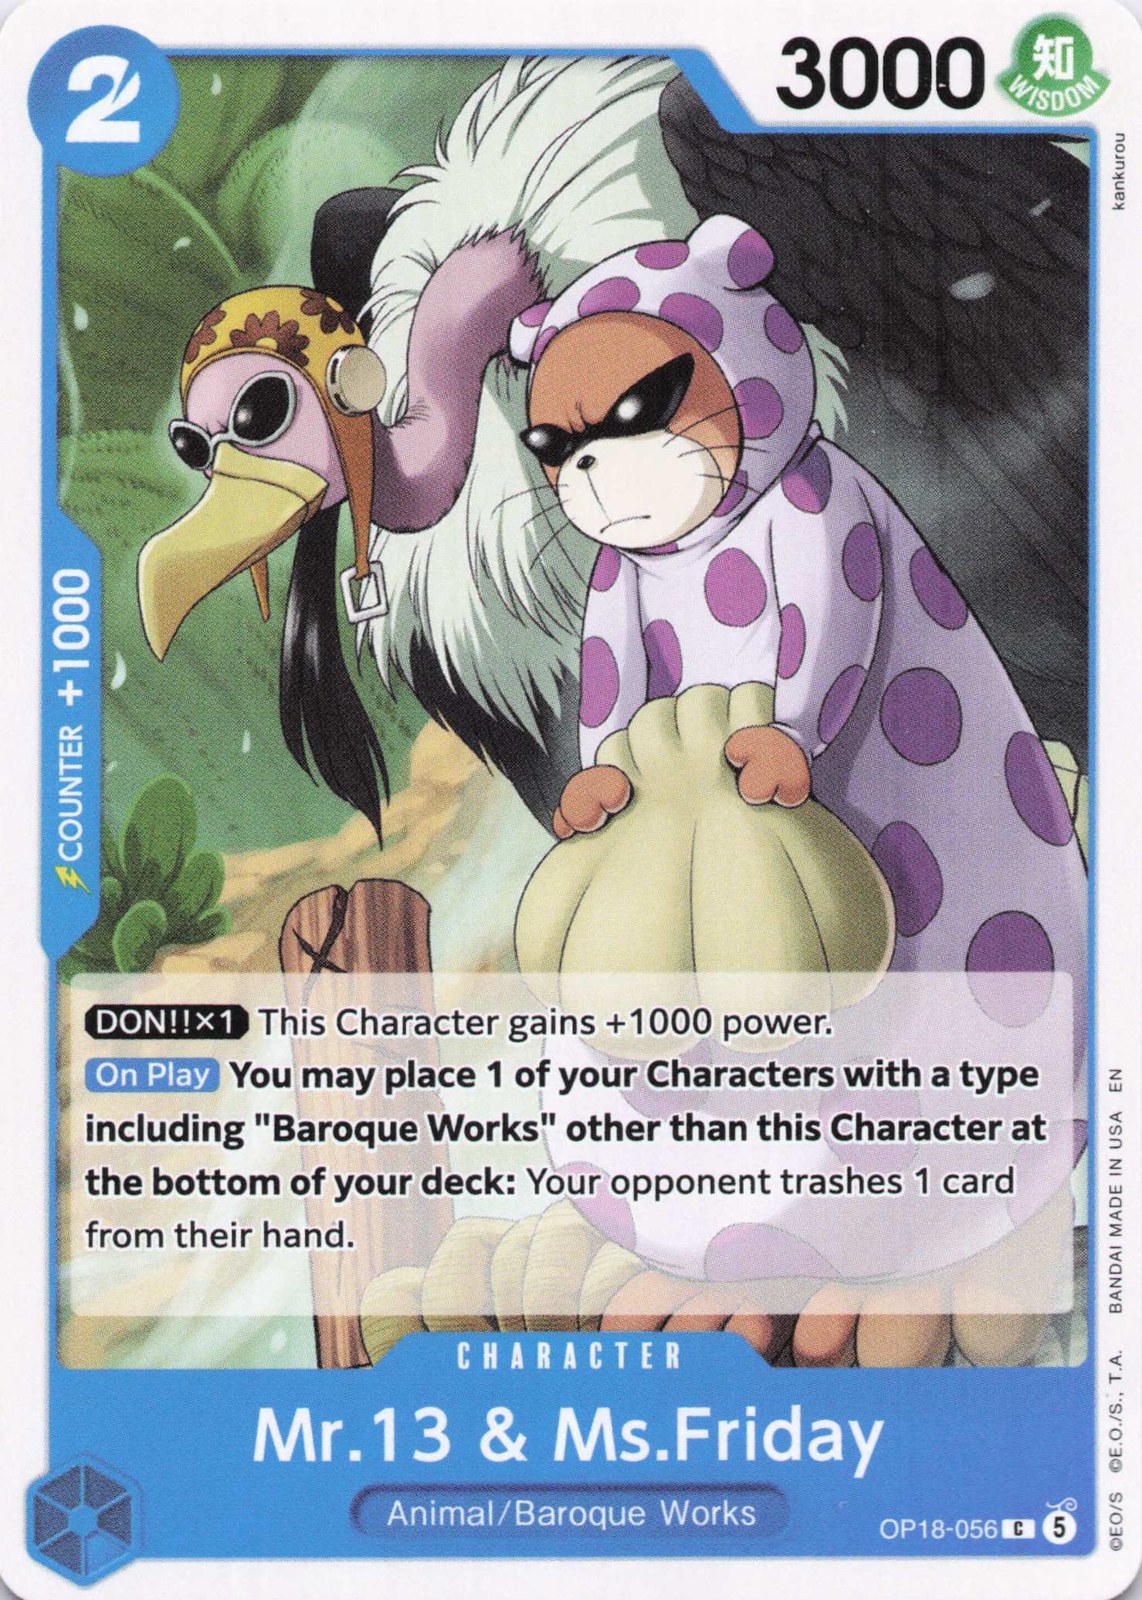 2
3000
知
WISDOM
kankurou
COUNTER +1000
DON!!×1 This Character gains +1000 power.
On Play You may place 1 of your Characters with a type
including "Baroque Works" other than this Character at
the bottom of your deck: Your opponent trashes 1 card
from their hand.
CHARACTER
Mr.13 & Ms.Friday
Animal/Baroque Works
OP18-056 C 5
©EO/S ©E.O./S., T.A. BANDAI MADE IN USA EN